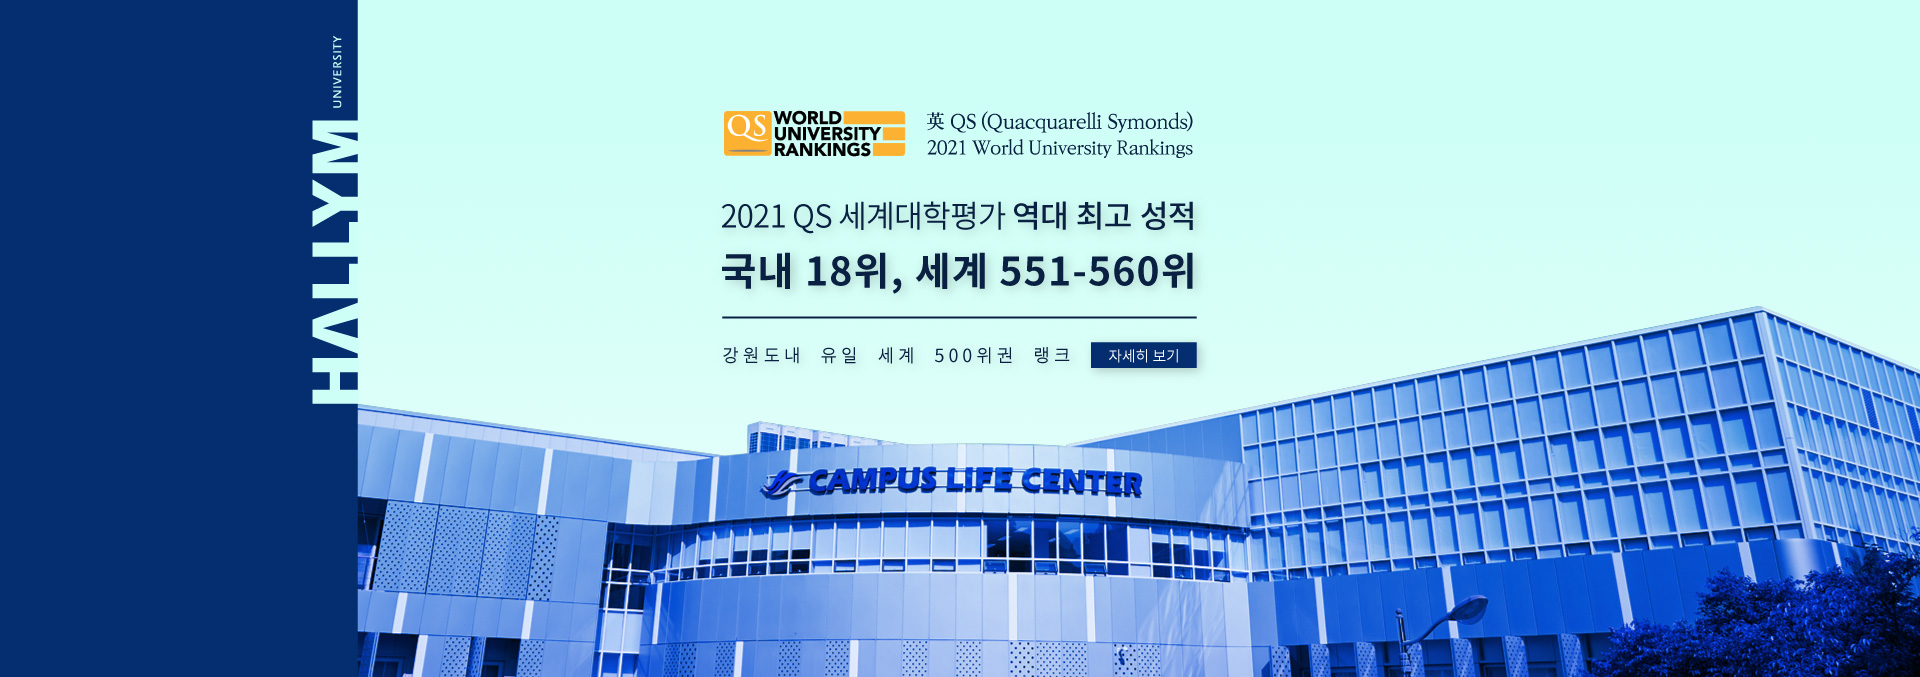 HALLYM
UNIVERSITY
QS
WORLD
UNIVERSITY
RANKINGS
英 QS (Quacquarelli Symonds)
2021 World University Rankings
2021 QS 세계대학평가 역대 최고 성적
국내 18위, 세계 551-560위
강원도내 유일 세계 500위권 랭크
자세히 보기
CAMPUS LIFE CENTER